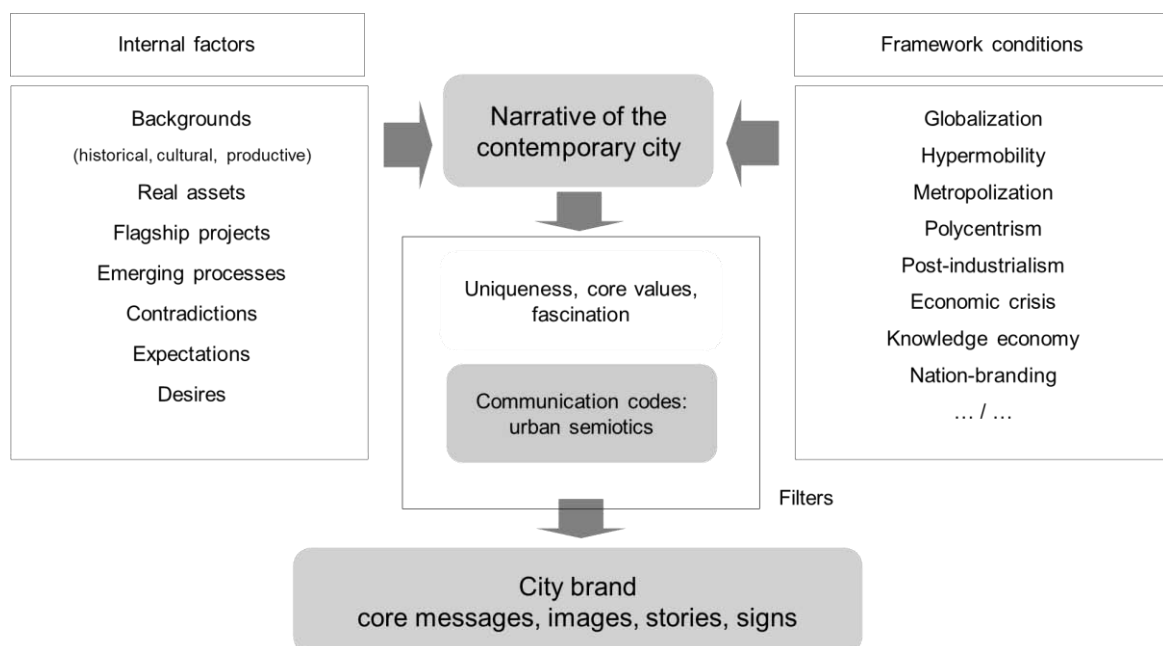 Internal factors
Backgrounds
(historical, cultural, productive)
Real assets
Flagship projects
Emerging processes
Contradictions
Expectations
Desires
Narrative of the
contemporary city
Uniqueness, core values,
fascination
Communication codes:
urban semiotics
Filters
City brand
core messages, images, stories, signs
Framework conditions
Globalization
Hypermobility
Metropolization
Polycentrism
Post-industrialism
Economic crisis
Knowledge economy
Nation-branding
... / ...